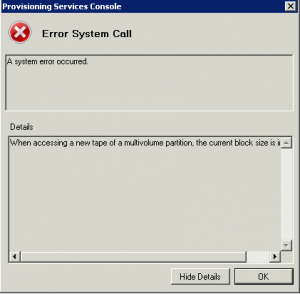 Provisioning Services Console
Error System Call
A system error occurred.
Details
When accessing a new tape of a multivolume partition, the current block size is
Hide Details
OK